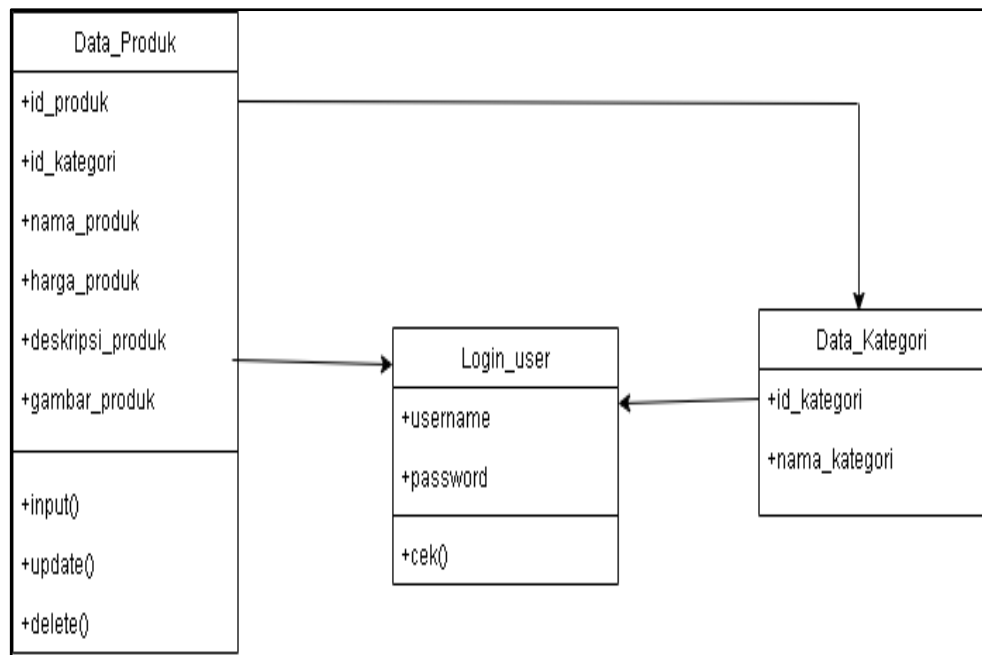 Data_Produk
+id_produk
+id_kategori
+nama_produk
+harga_produk
+deskripsi_produk
+gambar_produk
+input()
+update()
+delete()
Login_user
+username
+password
+cek()
Data_Kategori
+id_kategori
+nama_kategori